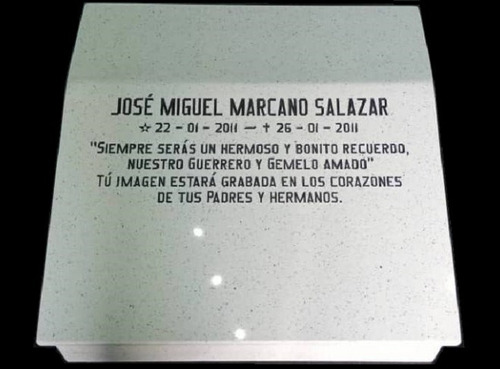 JOSÉ MIGUEL MARCANO SALAZAR
☆ 22 - 01 - 2011 — ✝ 26 - 01 - 2011
"SIEMPRE SERÁS UN HERMOSO Y BONITO RECUERDO,
NUESTRO GUERRERO Y GEMELO AMADO"
TÚ IMAGEN ESTARÁ GRABADA EN LOS CORAZONES
DE TUS PADRES Y HERMANOS.